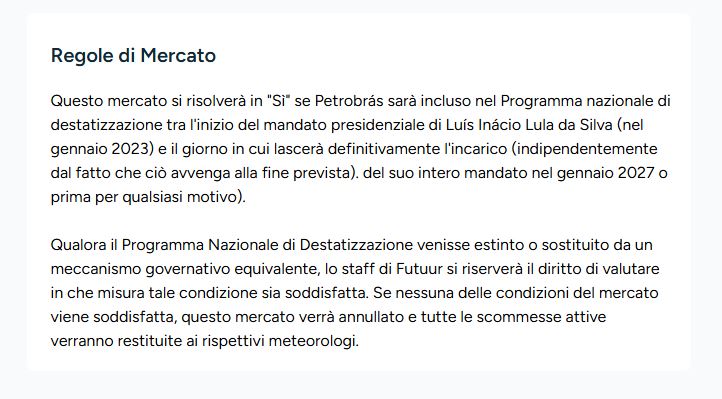 Regole di Mercato
Questo mercato si risolverà in "Sì" se Petrobrás sarà incluso nel Programma nazionale di
destatizzazione tra l'inizio del mandato presidenziale di Luís Inácio Lula da Silva (nel
gennaio 2023) e il giorno in cui lascerà definitivamente l'incarico (indipendentemente
dal fatto che ciò avvenga alla fine prevista). del suo intero mandato nel gennaio 2027 o
prima per qualsiasi motivo).
Qualora il Programma Nazionale di Destatizzazione venisse estinto o sostituito da un
meccanismo governativo equivalente, lo staff di Futuur si riserverà il diritto di valutare
in che misura tale condizione sia soddisfatta. Se nessuna delle condizioni del mercato
viene soddisfatta, questo mercato verrà annullato e tutte le scommesse attive
verranno restituite ai rispettivi meteorologi.